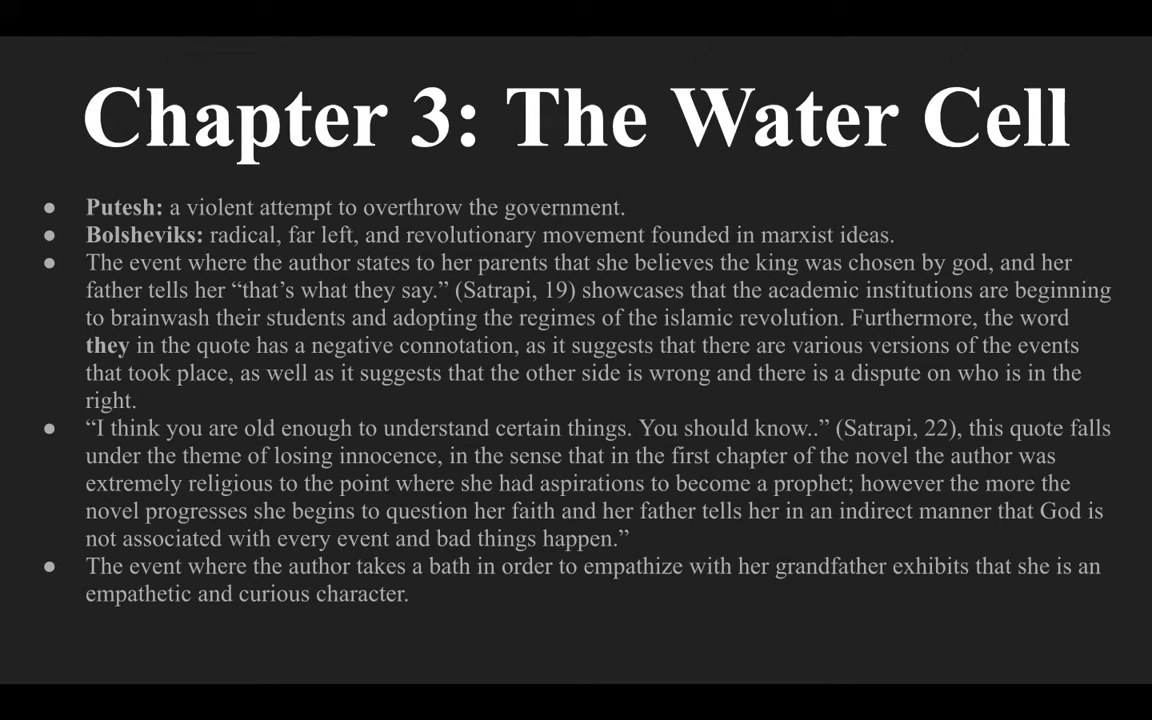 Chapter 3: The Water Cell
● Putesh: a violent attempt to overthrow the government.
● Bolsheviks: radical, far left, and revolutionary movement founded in marxist ideas.
● The event where the author states to her parents that she believes the king was chosen by god, and her
father tells her “that’s what they say.” (Satrapi, 19) showcases that the academic institutions are beginning
to brainwash their students and adopting the regimes of the islamic revolution. Furthermore, the word
they in the quote has a negative connotation, as it suggests that there are various versions of the events
that took place, as well as it suggests that the other side is wrong and there is a dispute on who is in the
right.
● “I think you are old enough to understand certain things. You should know..” (Satrapi, 22), this quote falls
under the theme of losing innocence, in the sense that in the first chapter of the novel the author was
extremely religious to the point where she had aspirations to become a prophet; however the more the
novel progresses she begins to question her faith and her father tells her in an indirect manner that God is
not associated with every event and bad things happen.”
● The event where the author takes a bath in order to empathize with her grandfather exhibits that she is an
empathetic and curious character.